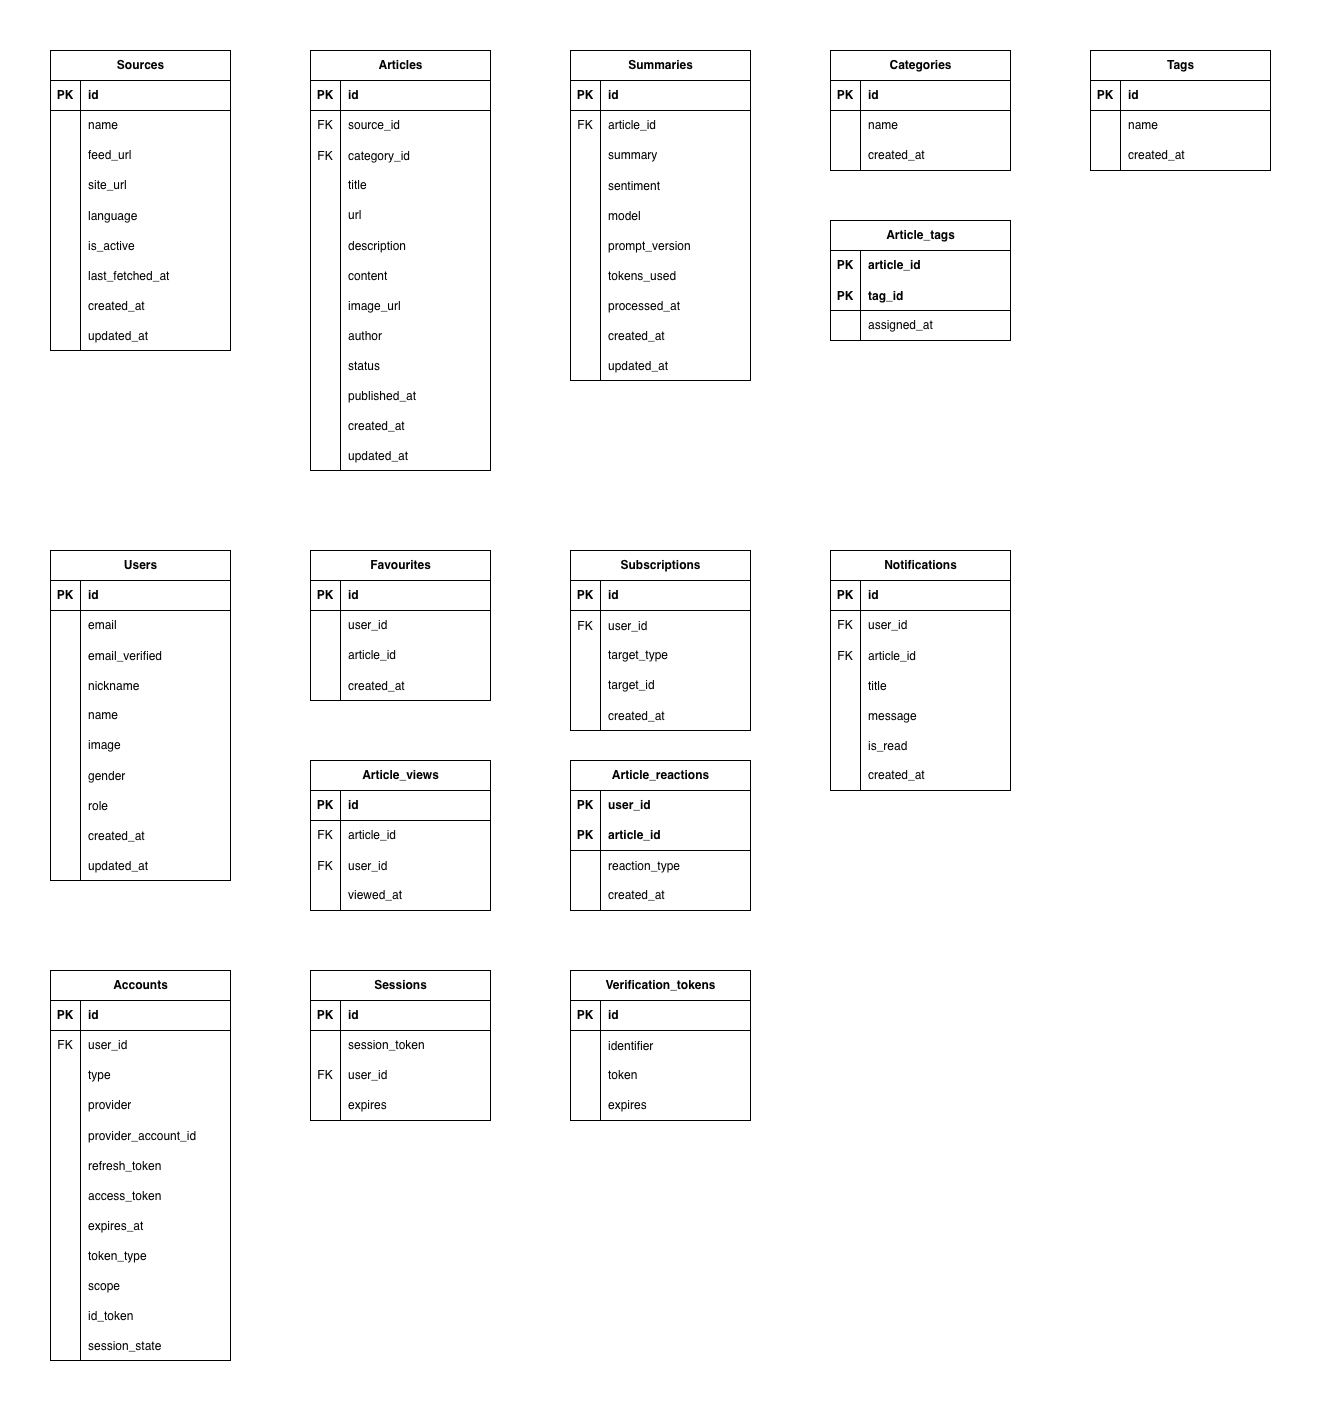 Sources
PK id
name
feed_url
site_url
language
is_active
last_fetched_at
created_at
updated_at
Articles
PK id
FK source_id
FK category_id
title
url
description
content
image_url
author
status
published_at
created_at
updated_at
Summaries
PK id
FK article_id
summary
sentiment
model
prompt_version
tokens_used
processed_at
created_at
updated_at
Categories
PK id
name
created_at
Tags
PK id
name
created_at
Article_tags
PK article_id
PK tag_id
assigned_at
Users
PK id
email
email_verified
nickname
name
image
gender
role
created_at
updated_at
Favourites
PK id
user_id
article_id
created_at
Subscriptions
PK id
FK user_id
target_type
target_id
created_at
Notifications
PK id
FK user_id
FK article_id
title
message
is_read
created_at
Article_views
PK id
FK article_id
FK user_id
viewed_at
Article_reactions
PK user_id
PK article_id
reaction_type
created_at
Accounts
PK id
FK user_id
type
provider
provider_account_id
refresh_token
access_token
expires_at
token_type
scope
id_token
session_state
Sessions
PK id
session_token
FK user_id
expires
Verification_tokens
PK id
identifier
token
expires